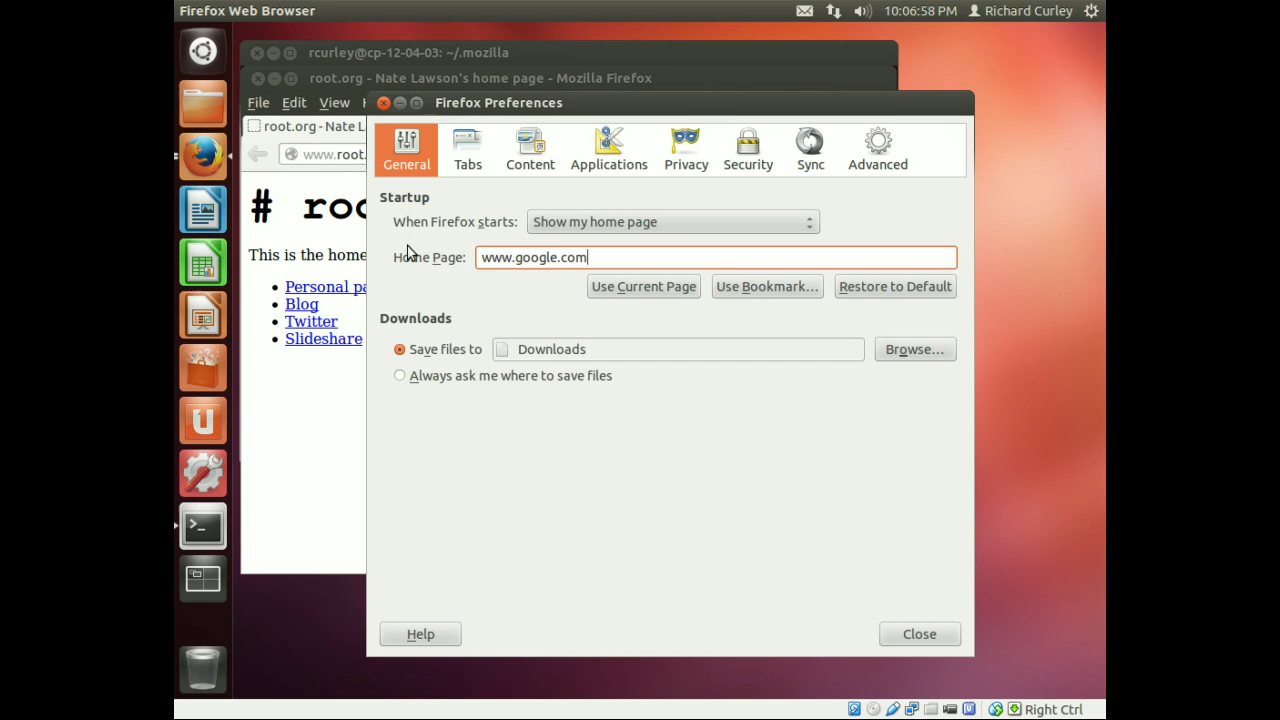 Firefox Web Browser
10:06:58 PM
Richard Curley
rcurley@cp-12-04-03: ~/.mozilla
root.org - Nate Lawson's home page - Mozilla Firefox
File Edit View
Firefox Preferences
root.org - Nate L
www.root.
General Tabs Content Applications Privacy Security Sync Advanced
# roo
This is the home
Personal pa
Blog
Twitter
Slideshare
Startup
When Firefox starts: Show my home page
Home Page: www.google.com
Use Current Page Use Bookmark... Restore to Default
Downloads
Save files to Downloads Browse...
Always ask me where to save files
Help Close
Right Ctrl